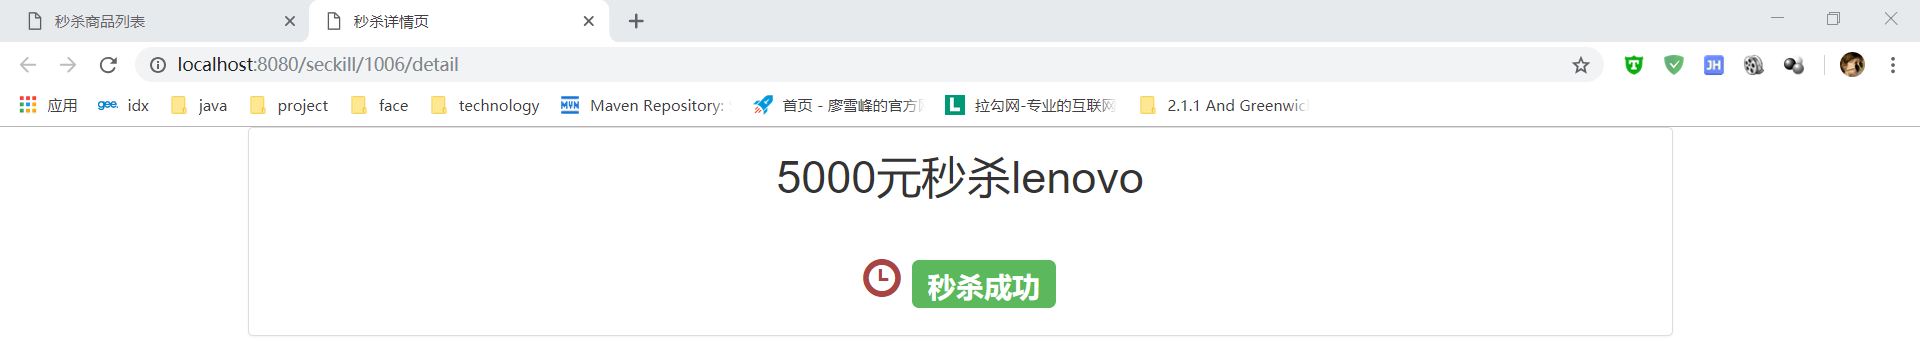 秒杀商品列表 秒杀详情页
localhost:8080/seckill/1006/detail
应用 gee. idx java project face technology MVN Maven Repository: 首页 - 廖雪峰的官方 L 拉勾网-专业的互联网 2.1.1 And Greenwic
5000元秒杀lenovo
秒杀成功